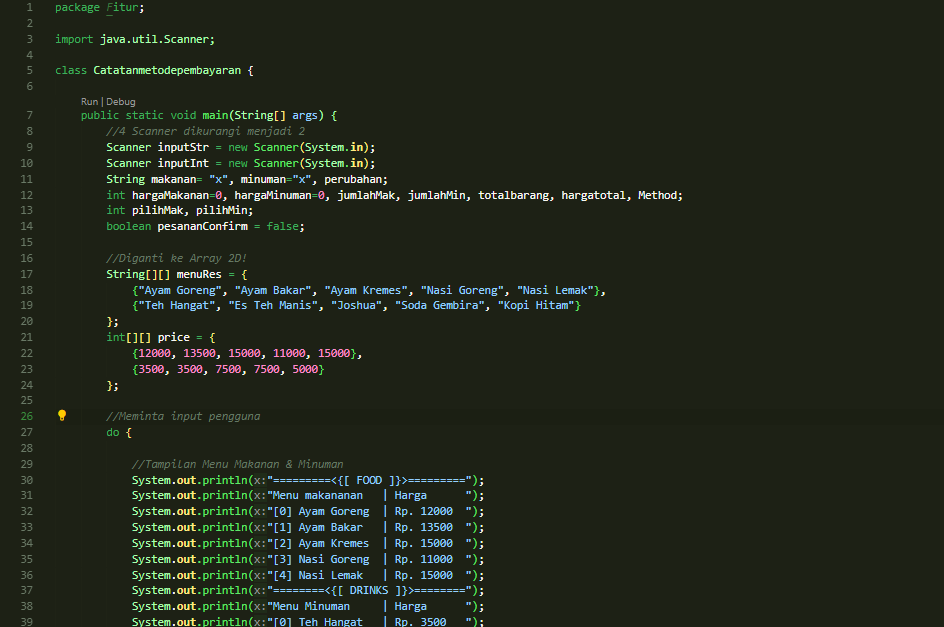 1 package Fitur;
2
3 import java.util.Scanner;
4
5 class Catatanmetodepembayaran {
6
Run | Debug
7 public static void main(String[] args) {
8 //4 Scanner dikurangi menjadi 2
9 Scanner inputStr = new Scanner(System.in);
10 Scanner inputInt = new Scanner(System.in);
11 String makanan= "x", minuman="x", perubahan;
12 int hargaMakanan=0, hargaMinuman=0, jumlahMak, jumlahMin, totalbarang, hargatotal, Method;
13 int pilihMak, pilihMin;
14 boolean pesananConfirm = false;
15
16 //Diganti ke Array 2D!
17 String[][] menuRes = {
18 {"Ayam Goreng", "Ayam Bakar", "Ayam Kremes", "Nasi Goreng", "Nasi Lemak"},
19 {"Teh Hangat", "Es Teh Manis", "Joshua", "Soda Gembira", "Kopi Hitam"}
20 };
21 int[][] price = {
22 {12000, 13500, 15000, 11000, 15000},
23 {3500, 3500, 7500, 7500, 5000}
24 };
25
26 //Meminta input pengguna
27 do {
28
29 //Tampilan Menu Makanan & Minuman
30 System.out.println(x:"=========<{[ FOOD ]}>=========");
31 System.out.println(x:"Menu makananan   | Harga      ");
32 System.out.println(x:"[0] Ayam Goreng  | Rp. 12000  ");
33 System.out.println(x:"[1] Ayam Bakar   | Rp. 13500  ");
34 System.out.println(x:"[2] Ayam Kremes  | Rp. 15000  ");
35 System.out.println(x:"[3] Nasi Goreng  | Rp. 11000  ");
36 System.out.println(x:"[4] Nasi Lemak   | Rp. 15000  ");
37 System.out.println(x:"========<{[ DRINKS ]}>========");
38 System.out.println(x:"Menu Minuman     | Harga      ");
39 System.out.println(x:"[0] Teh Hangat   | Rp. 3500   ");